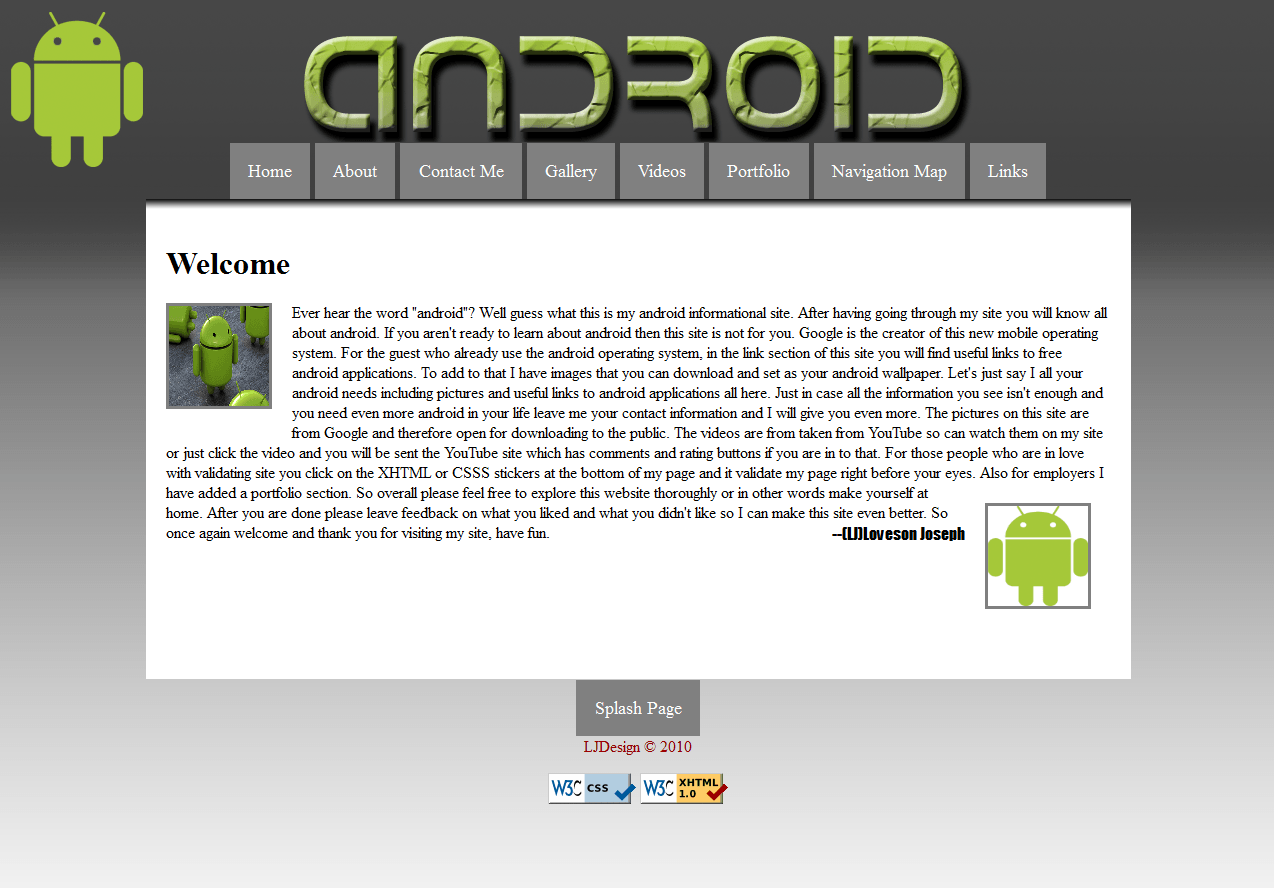 ANDROID
Home About Contact Me Gallery Videos Portfolio Navigation Map Links
Welcome
Ever hear the word "android"? Well guess what this is my android informational site. After having going through my site you will know all
about android. If you aren't ready to learn about android then this site is not for you. Google is the creator of this new mobile operating
system. For the guest who already use the android operating system, in the link section of this site you will find useful links to free
android applications. To add to that I have images that you can download and set as your android wallpaper. Let's just say I all your
android needs including pictures and useful links to android applications all here. Just in case all the information you see isn't enough and
you need even more android in your life leave me your contact information and I will give you even more. The pictures on this site are
from Google and therefore open for downloading to the public. The videos are from taken from YouTube so can watch them on my site
or just click the video and you will be sent the YouTube site which has comments and rating buttons if you are in to that. For those people who are in love
with validating site you click on the XHTML or CSSS stickers at the bottom of my page and it validate my page right before your eyes. Also for employers I
have added a portfolio section. So overall please feel free to explore this website thoroughly or in other words make yourself at
home. After you are done please leave feedback on what you liked and what you didn't like so I can make this site even better. So
once again welcome and thank you for visiting my site, have fun. --(LJ)Loveson Joseph
Splash Page
LJDesign © 2010
W3C CSS W3C XHTML 1.0